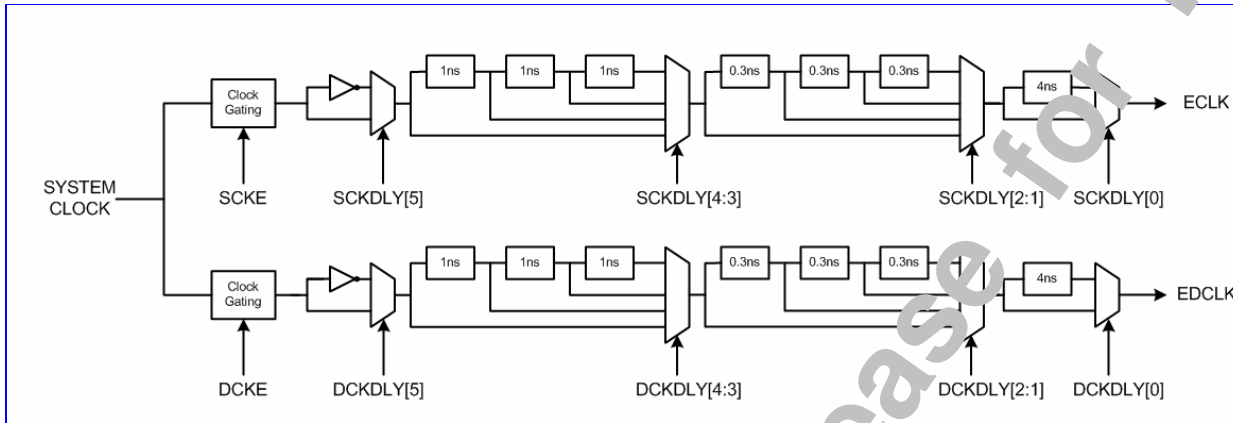 Clock
Gating
1ns 1ns 1ns
0.3ns 0.3ns 0.3ns
4ns
ECLK
SCKE SCKDLY[5] SCKDLY[4:3] SCKDLY[2:1] SCKDLY[0]
SYSTEM
CLOCK
Clock
Gating
1ns 1ns 1ns
0.3ns 0.3ns 0.3ns
4ns
EDCLK
DCKE DCKDLY[5] DCKDLY[4:3] DCKDLY[2:1] DCKDLY[0]
ease for